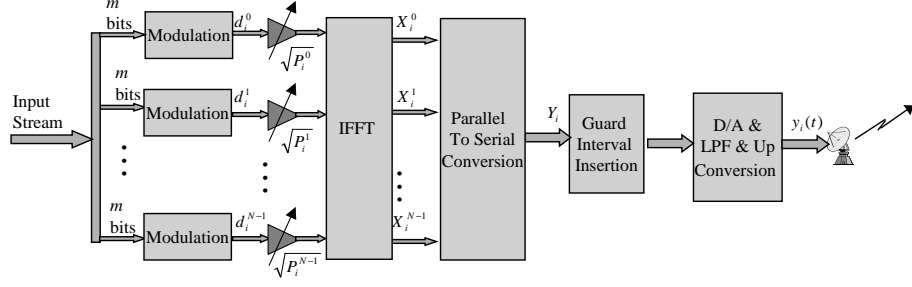 m
bits
Modulation
d_i^0
√P_i^0
X_i^0
Input
Stream
m
bits
Modulation
d_i^1
√P_i^1
IFFT
X_i^1
Parallel
To Serial
Conversion
Y_i
Guard
Interval
Insertion
D/A &
LPF & Up
Conversion
y_i(t)
m
bits
Modulation
d_i^{N-1}
√P_i^{N-1}
X_i^{N-1}